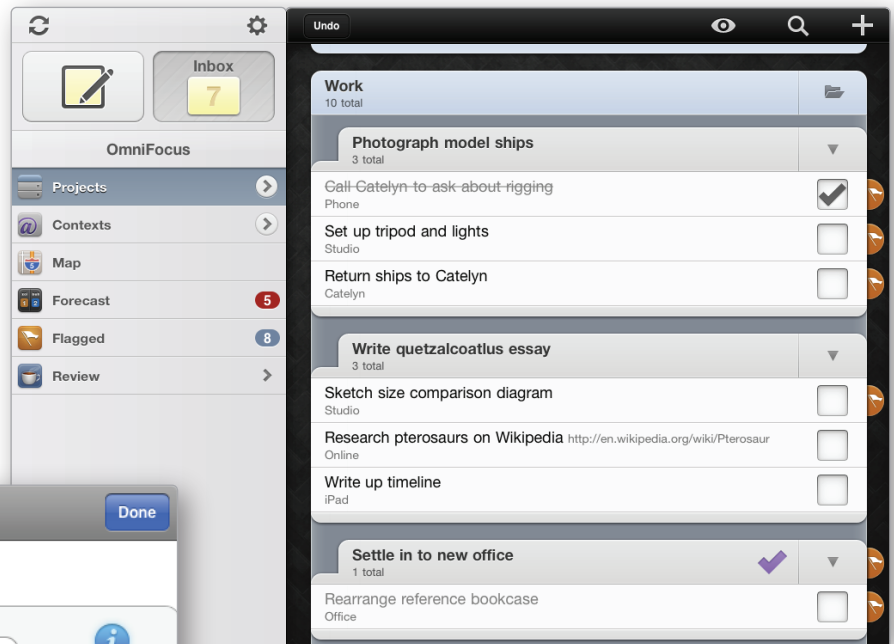 Undo
Inbox
7
OmniFocus
Projects
Contexts
Map
Forecast
5
Flagged
8
Review
Done
Work
10 total
Photograph model ships
3 total
Call Catelyn to ask about rigging
Phone
Set up tripod and lights
Studio
Return ships to Catelyn
Catelyn
Write quetzalcoatlus essay
3 total
Sketch size comparison diagram
Studio
Research pterosaurs on Wikipedia http://en.wikipedia.org/wiki/Pterosaur
Online
Write up timeline
iPad
Settle in to new office
1 total
Rearrange reference bookcase
Office